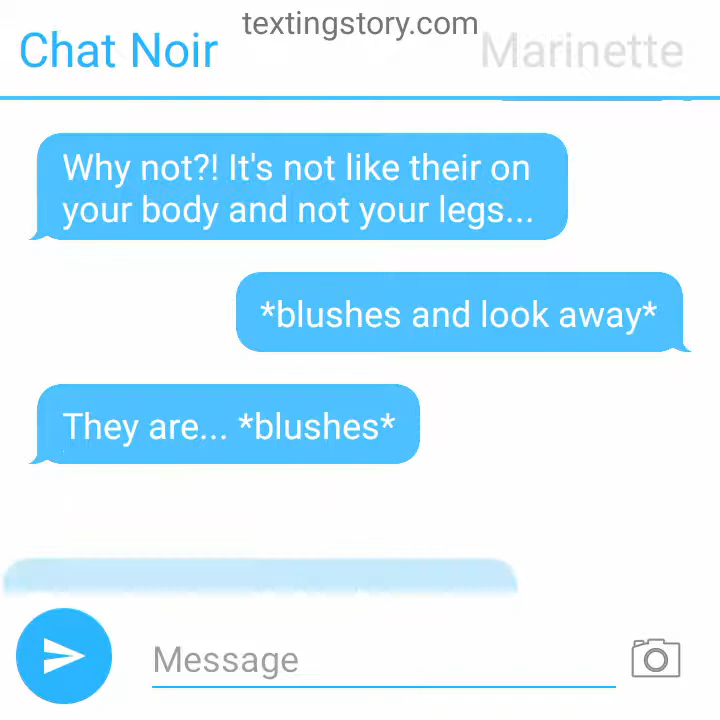 textingstory.com
Chat Noir
Marinette
Why not?! It's not like their on
your body and not your legs...
*blushes and look away*
They are... *blushes*
Message